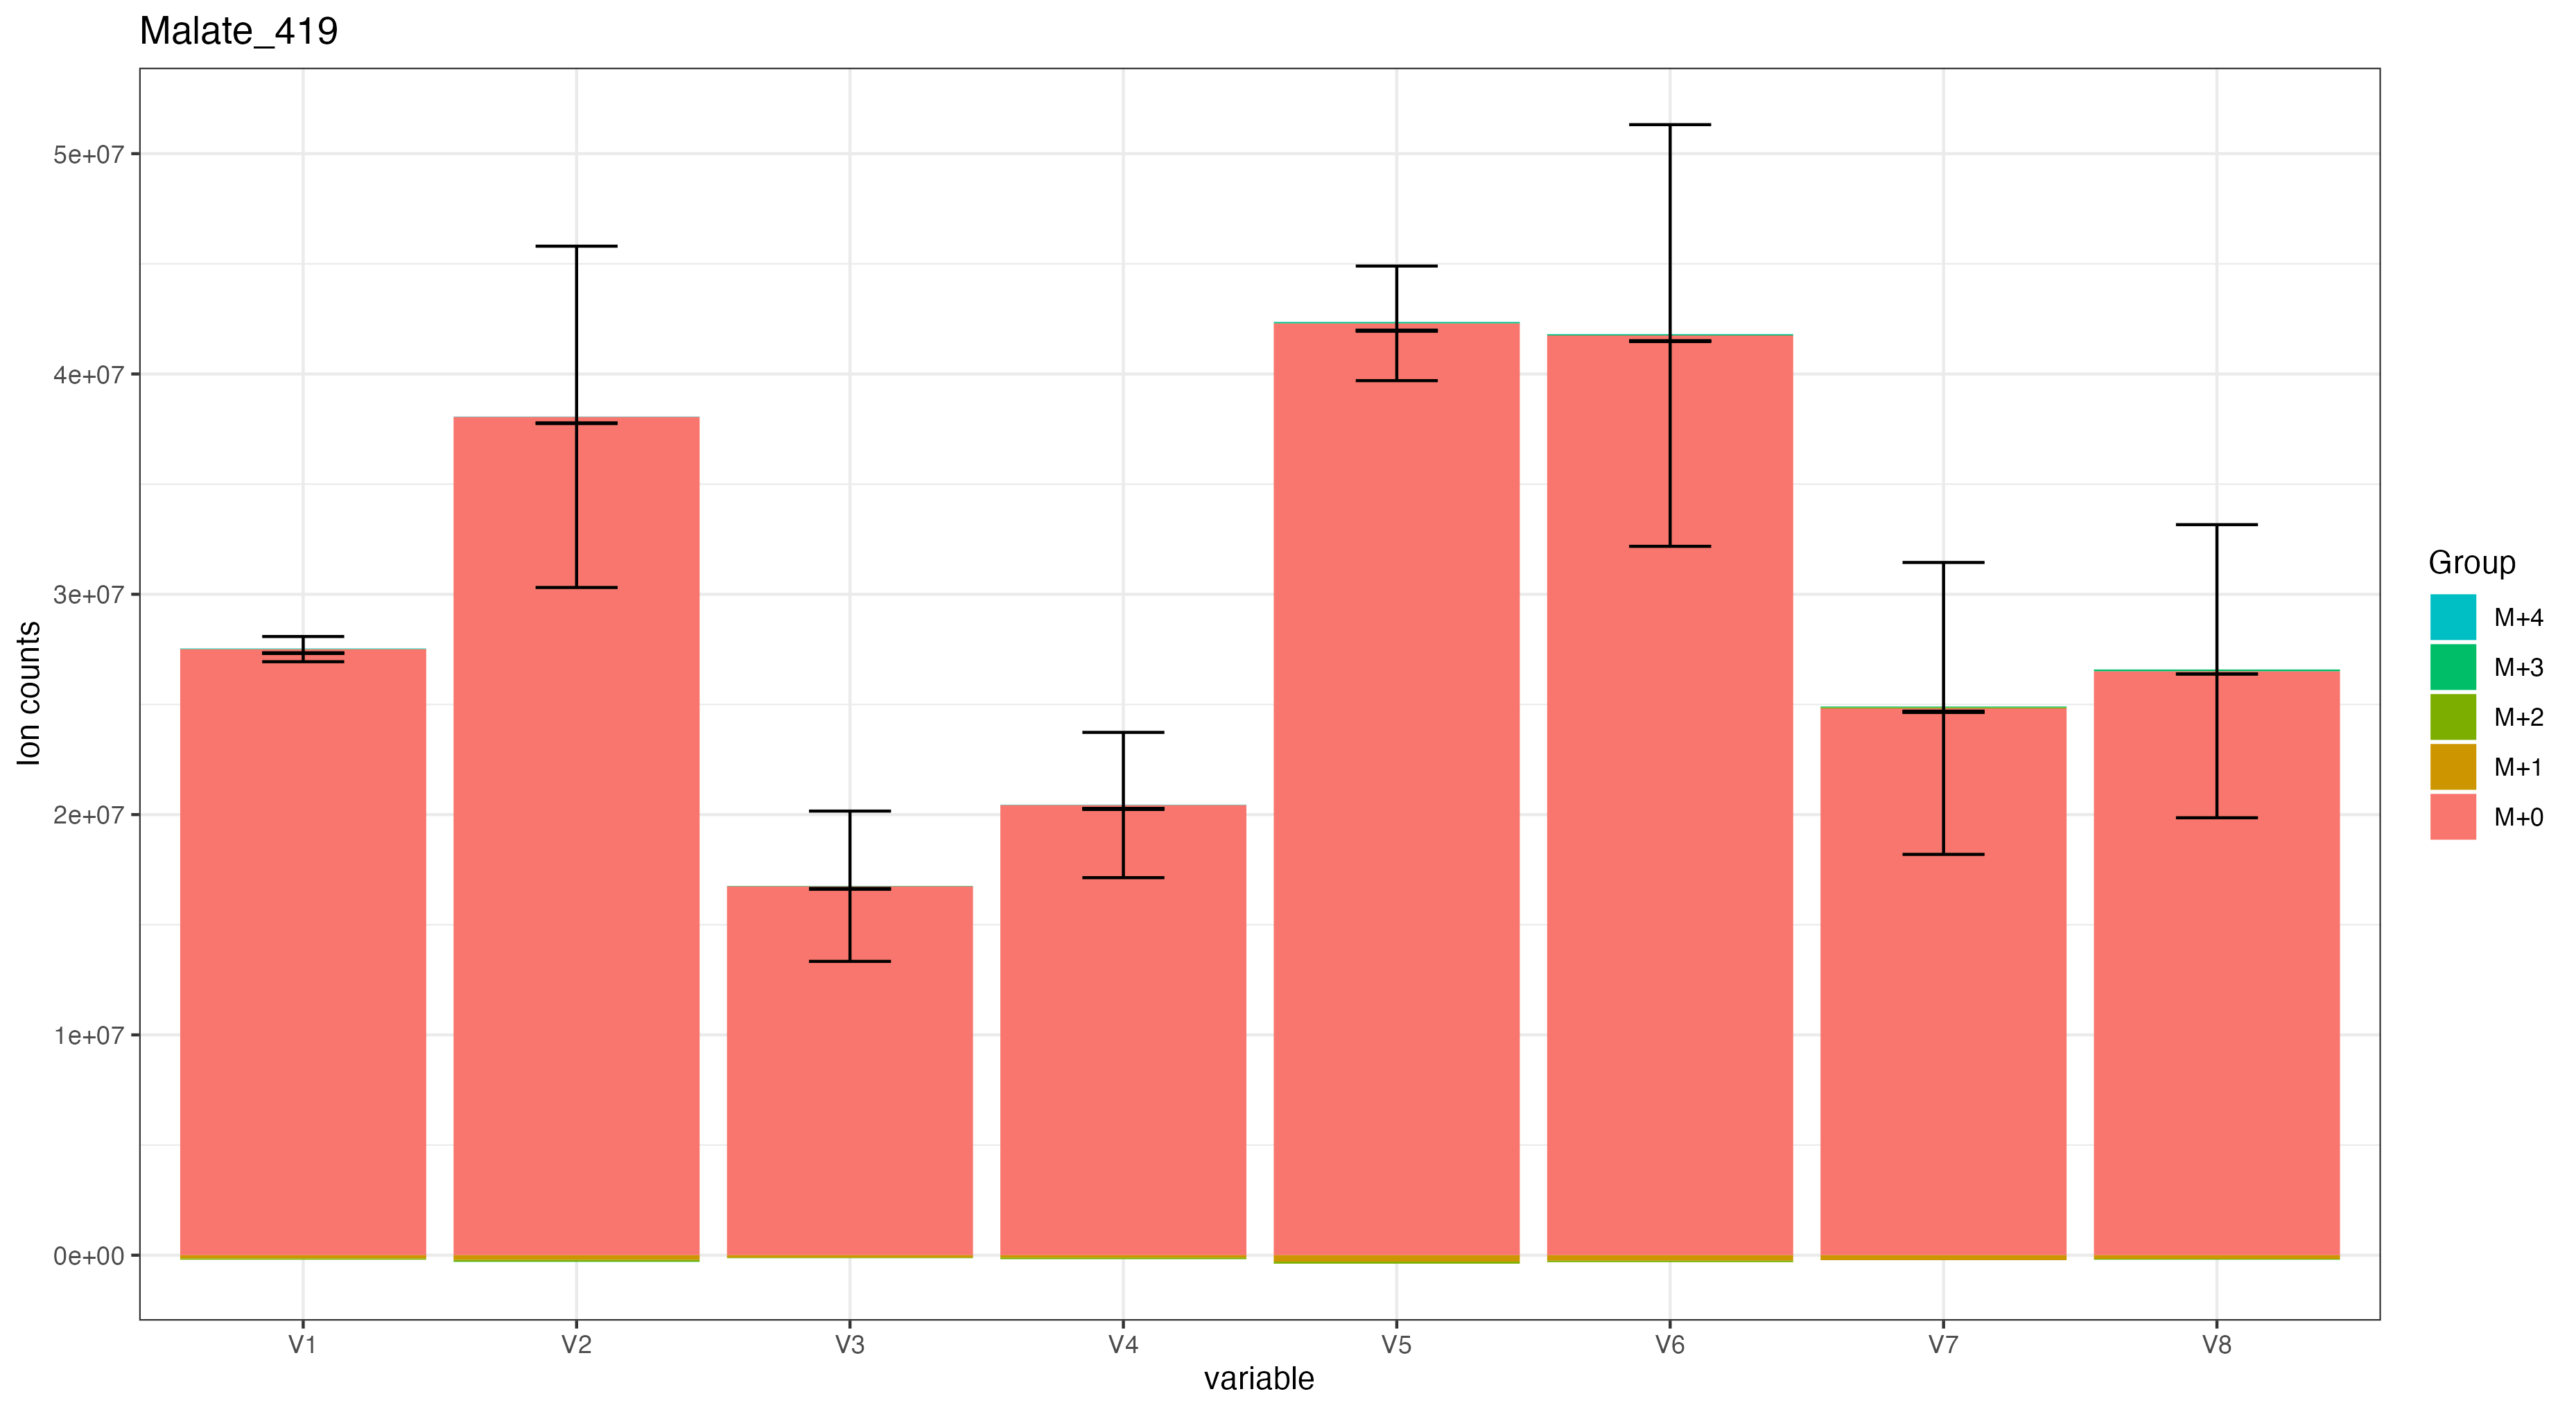 Malate_419
Ion counts
5e+07
4e+07
3e+07
2e+07
1e+07
0e+00
V1 V2 V3 V4 V5 V6 V7 V8
variable
Group
M+4
M+3
M+2
M+1
M+0